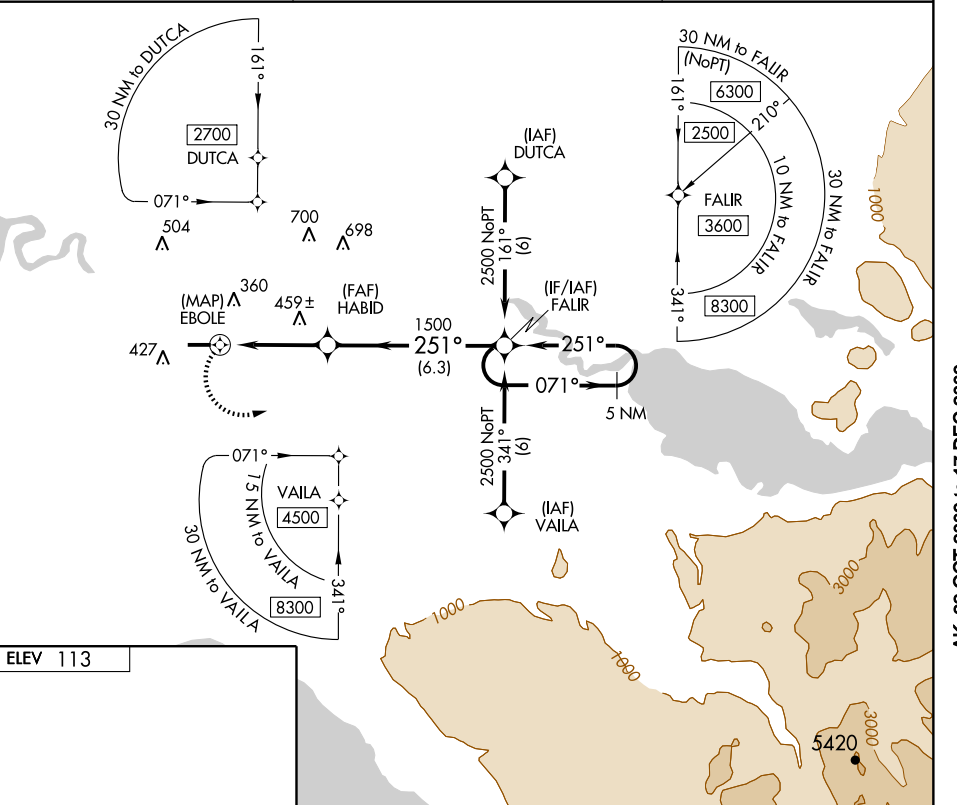 30 NM to DUTCA
161°
2700
DUTCA
071°
504
700
698
(IAF)
DUTCA
2500 NoPT
161°
(6)
30 NM to FALIR
(NoPT)
6300
161°
210°
2500
10 NM to FALIR
30 NM to FALIR
FALIR
3600
341°
8300
1000
(MAP)
EBOLE
360
459±
(FAF)
HABID
427
1500
251°
(6.3)
(IF/IAF)
FALIR
251°
071°
5 NM
2500 NoPT
341°
(6)
(IAF)
VAILA
071°
15 NM to VAILA
VAILA
4500
30 NM to VAILA
8300
341°
1000
1000
3000
3000
5420
ELEV 113